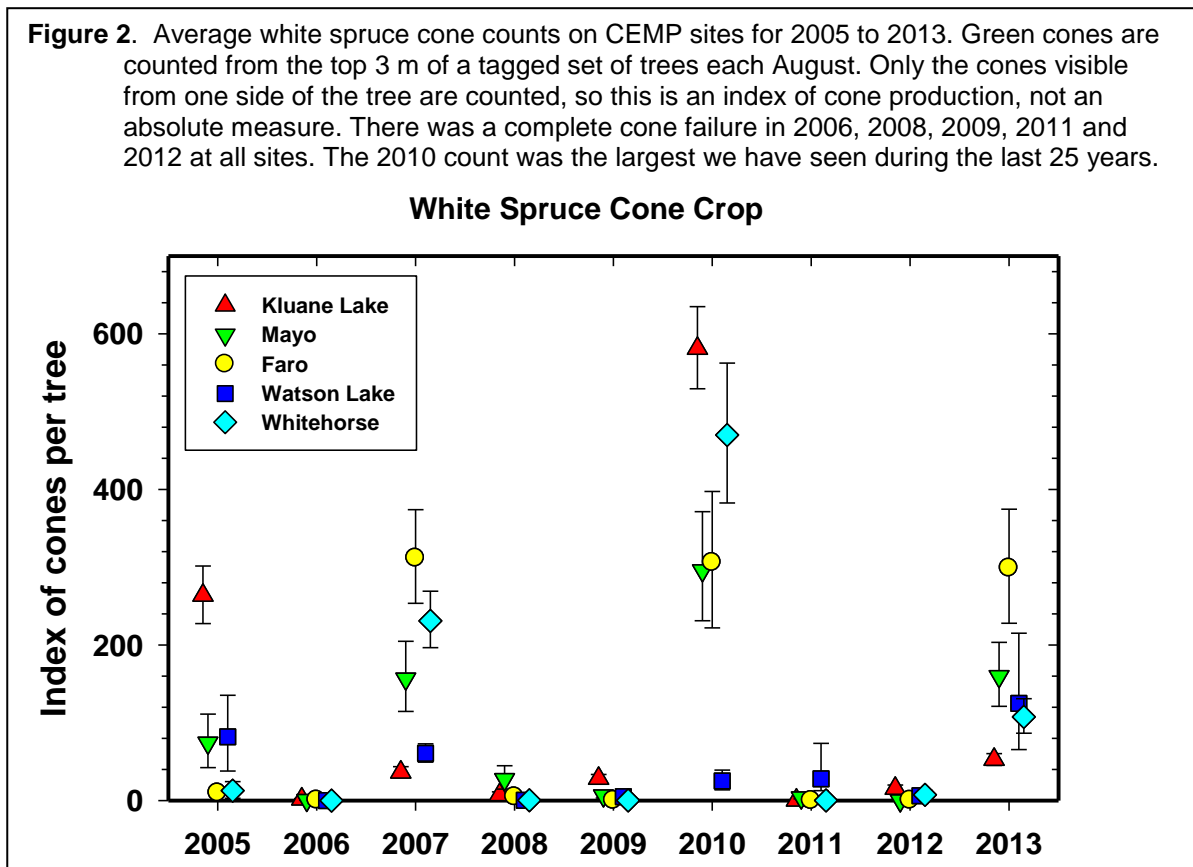 Figure 2. Average white spruce cone counts on CEMP sites for 2005 to 2013. Green cones are
counted from the top 3 m of a tagged set of trees each August. Only the cones visible
from one side of the tree are counted, so this is an index of cone production, not an
absolute measure. There was a complete cone failure in 2006, 2008, 2009, 2011 and
2012 at all sites. The 2010 count was the largest we have seen during the last 25 years.
White Spruce Cone Crop
Index of cones per tree
600
400
200
0
Kluane Lake
Mayo
Faro
Watson Lake
Whitehorse
2005 2006 2007 2008 2009 2010 2011 2012 2013